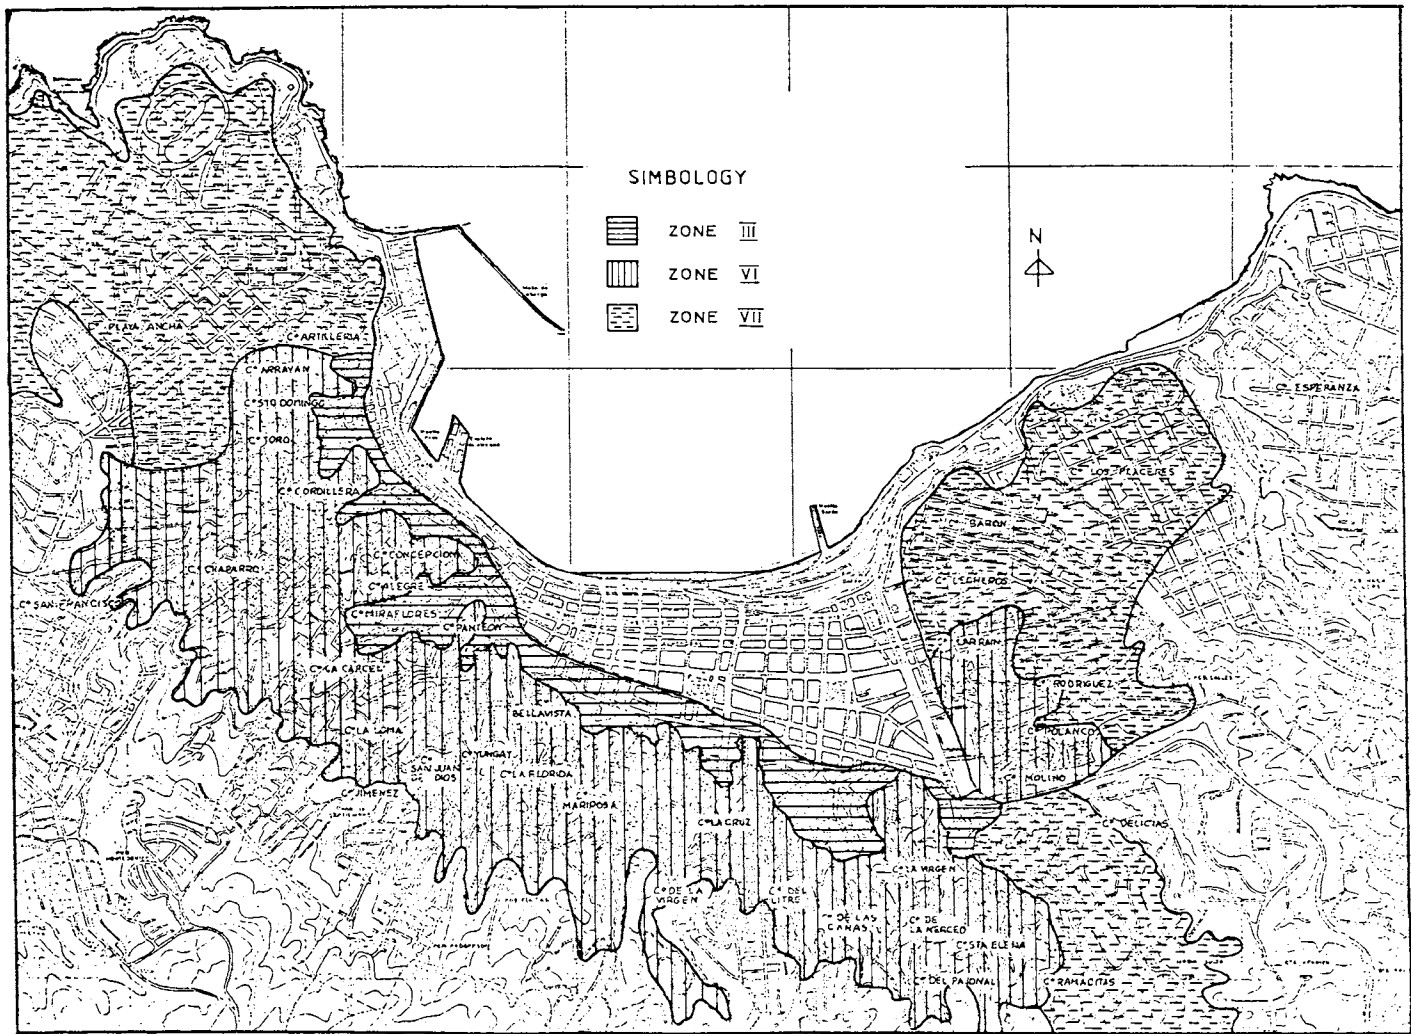 SIMBOLOGY
ZONE III
ZONE VI
ZONE VII
N
PLAYA ANCHA
Cº ARTILLERIA
Cº ARRAYAN
Cº STO DOMINGO
Cº TORO
Cº CORDILLERA
Cº CONCEPCION
Cº CHAPARRO
Cº ALEGRE
Cº SAN FRANCISCO
Cº MIRAFLORES
Cº PANTEON
Cº LA CARCEL
BELLAVISTA
Cº LA LOMA
Cº YUNGAY
Cº SAN JUAN DIOS
Cº LA FLORIDA
Cº JIMENEZ
Cº MARIPOSA
Cº LA CRUZ
Cº DE LA VIRGEN
Cº DEL LITRE
Cº LA VIRGEN
Cº DE LAS CAÑAS
Cº DE LA MERCED
Cº STA ELENA
Cº DEL PAJONAL
Cº RAMADITAS
Cº DELICIAS
Cº MOLINO
Cº POLANCO
RODRIGUEZ
LARRAIN
Cº LECHEROS
Cº BARON
Cº LOS PLACERES
Cº ESPERANZA